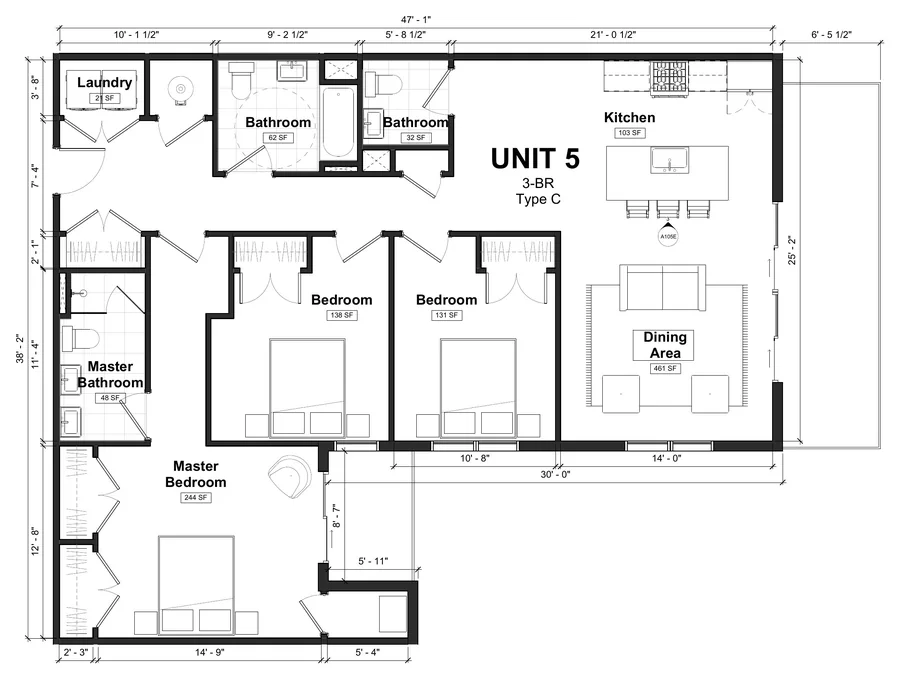 47' - 1"
10' - 1 1/2"
9' - 2 1/2"
5' - 8 1/2"
21' - 0 1/2"
6' - 5 1/2"
3' - 8"
7' - 4"
2' - 1"
11' - 4"
12' - 8"
38' - 2"
25' - 2"
Laundry
21 SF
Bathroom
62 SF
Bathroom
32 SF
Kitchen
103 SF
UNIT 5
3-BR
Type C
A105E
Bedroom
138 SF
Bedroom
131 SF
Dining
Area
461 SF
Master
Bathroom
48 SF
Master
Bedroom
244 SF
10' - 8"
14' - 0"
30' - 0"
8' - 7"
5' - 11"
2' - 3"
14' - 9"
5' - 4"